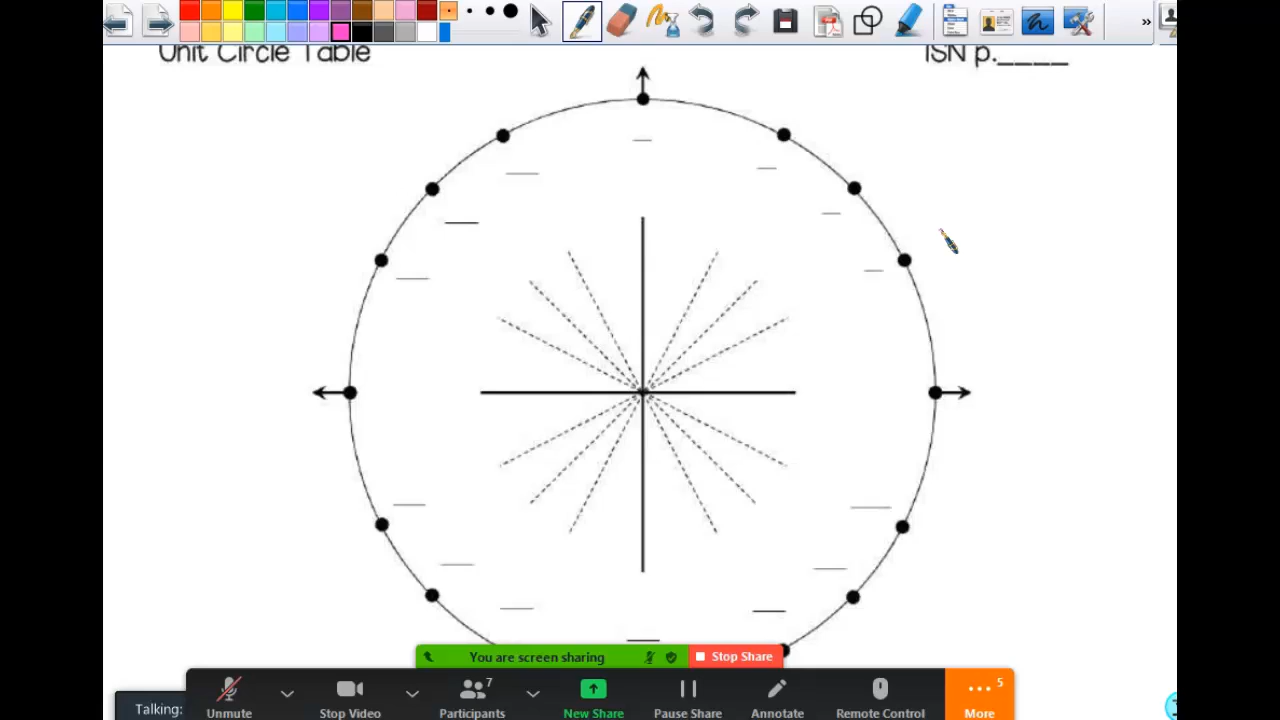 Unit Circle Table
ISN p.____
You are screen sharing
Stop Share
7
5
Talking:
Unmute
Stop Video
Participants
New Share
Pause Share
Annotate
Remote Control
More